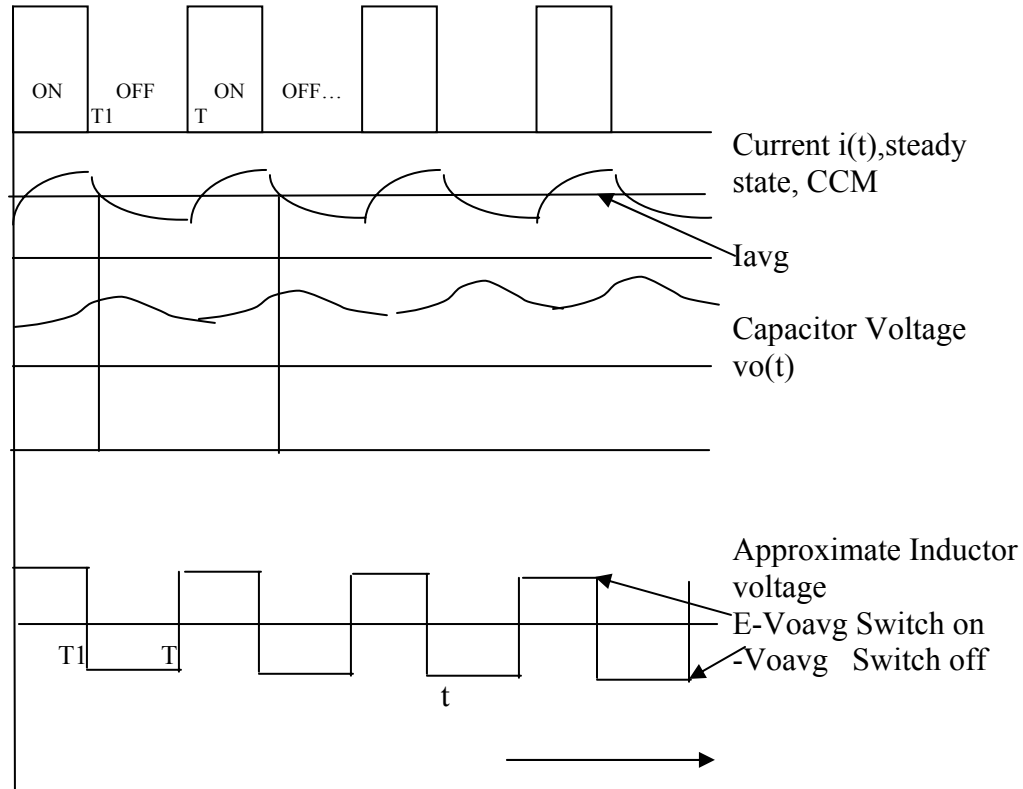 ON OFF ON OFF…
T1 T
Current i(t),steady
state, CCM
Iavg
Capacitor Voltage
vo(t)
Approximate Inductor
voltage
E-Voavg Switch on
T1 T -Voavg Switch off
t